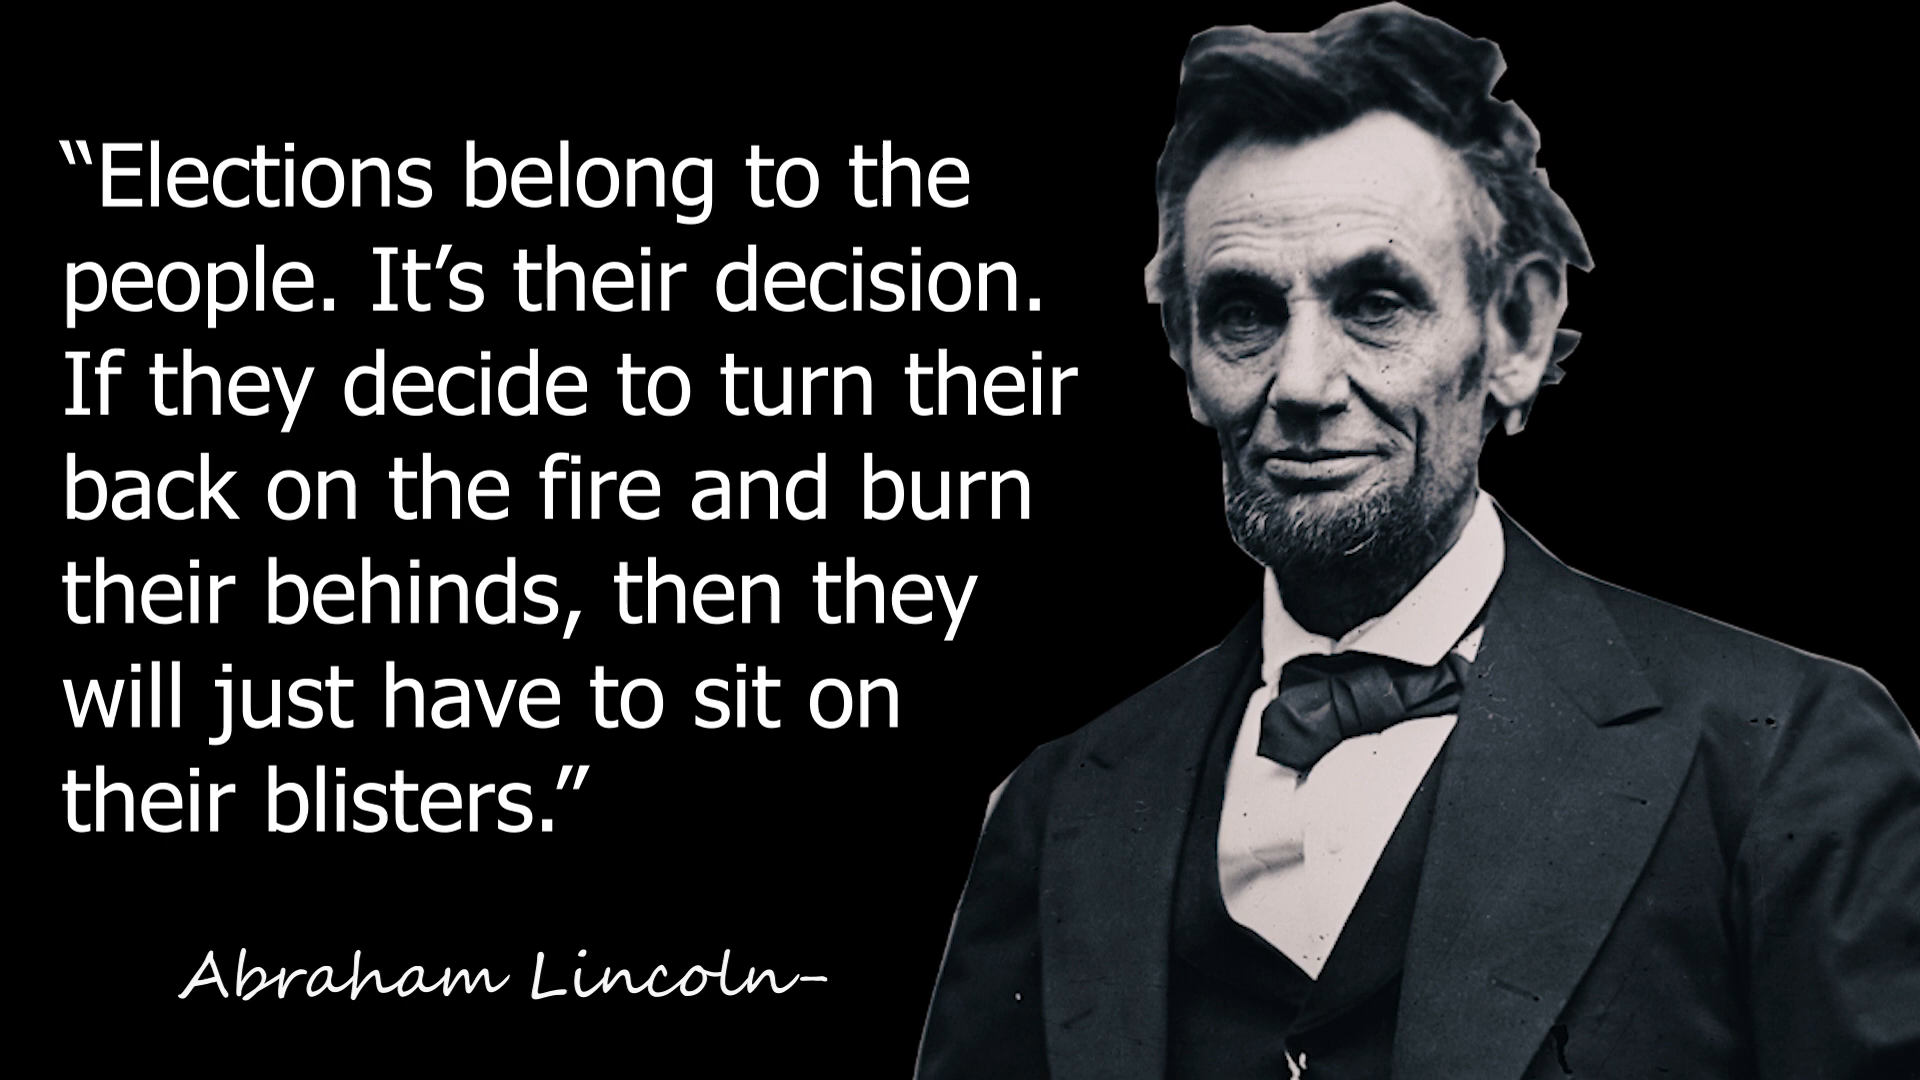 “Elections belong to the
people. It’s their decision.
If they decide to turn their
back on the fire and burn
their behinds, then they
will just have to sit on
their blisters.”
Abraham Lincoln-